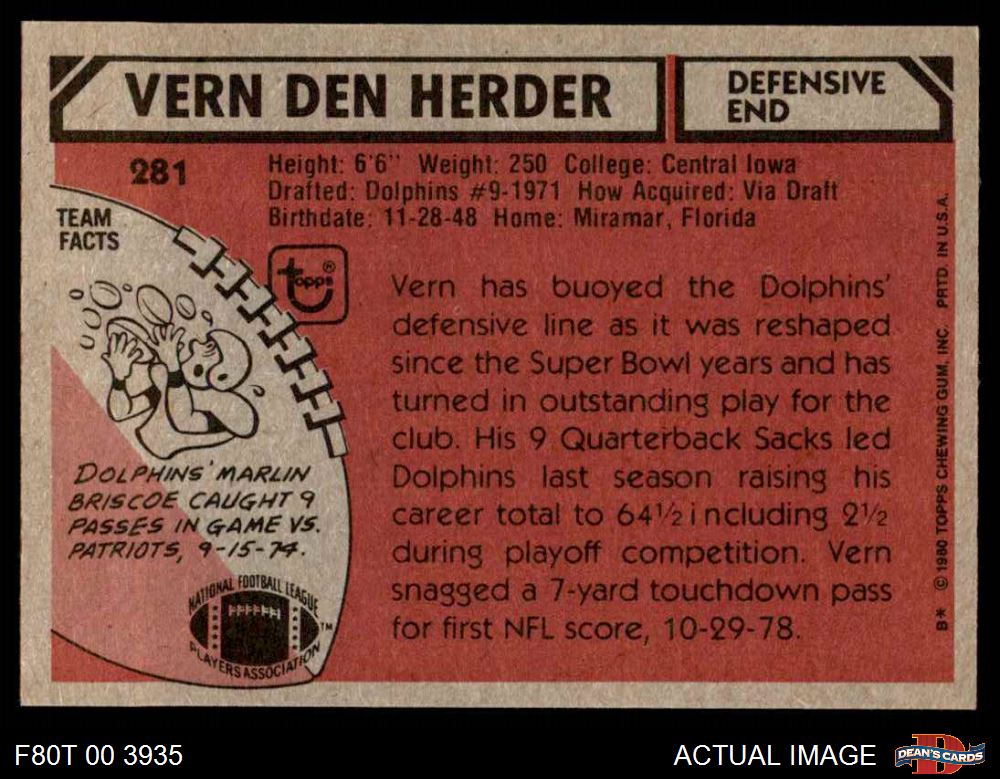 VERN DEN HERDER
DEFENSIVE
END
281
Height: 6'6" Weight: 250 College: Central Iowa
Drafted: Dolphins #9-1971 How Acquired: Via Draft
Birthdate: 11-28-48 Home: Miramar, Florida
TEAM
FACTS
topps®
Vern has buoyed the Dolphins'
defensive line as it was reshaped
since the Super Bowl years and has
turned in outstanding play for the
club. His 9 Quarterback Sacks led
Dolphins last season raising his
career total to 64½ including 2½
during playoff competition. Vern
snagged a 7-yard touchdown pass
for first NFL score, 10-29-78.
DOLPHINS' MARLIN
BRISCOE CAUGHT 9
PASSES IN GAME VS.
PATRIOTS, 9-15-74.
NATIONAL FOOTBALL LEAGUE
PLAYERS ASSOCIATION
TM
B* © 1980 TOPPS CHEWING GUM, INC. PRTD. IN U.S.A.
F80T 00 3935
ACTUAL IMAGE
D
DEAN'S CARDS